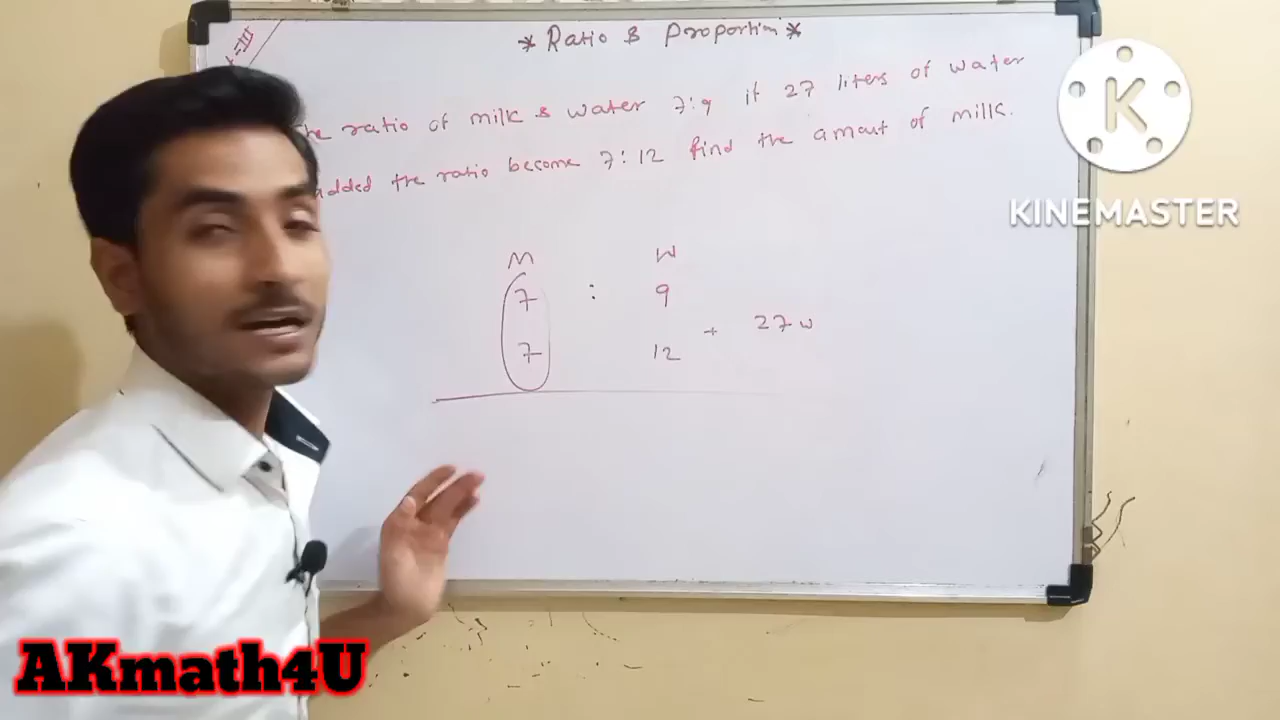 * Ratio & Proportion *
The ratio of milk & water 7:9 if 27 liters of water
added the ratio become 7:12 find the amout of milk.
M W
7 : 9
+ 27 w
7 12
K
KINEMASTER
AKmath4U